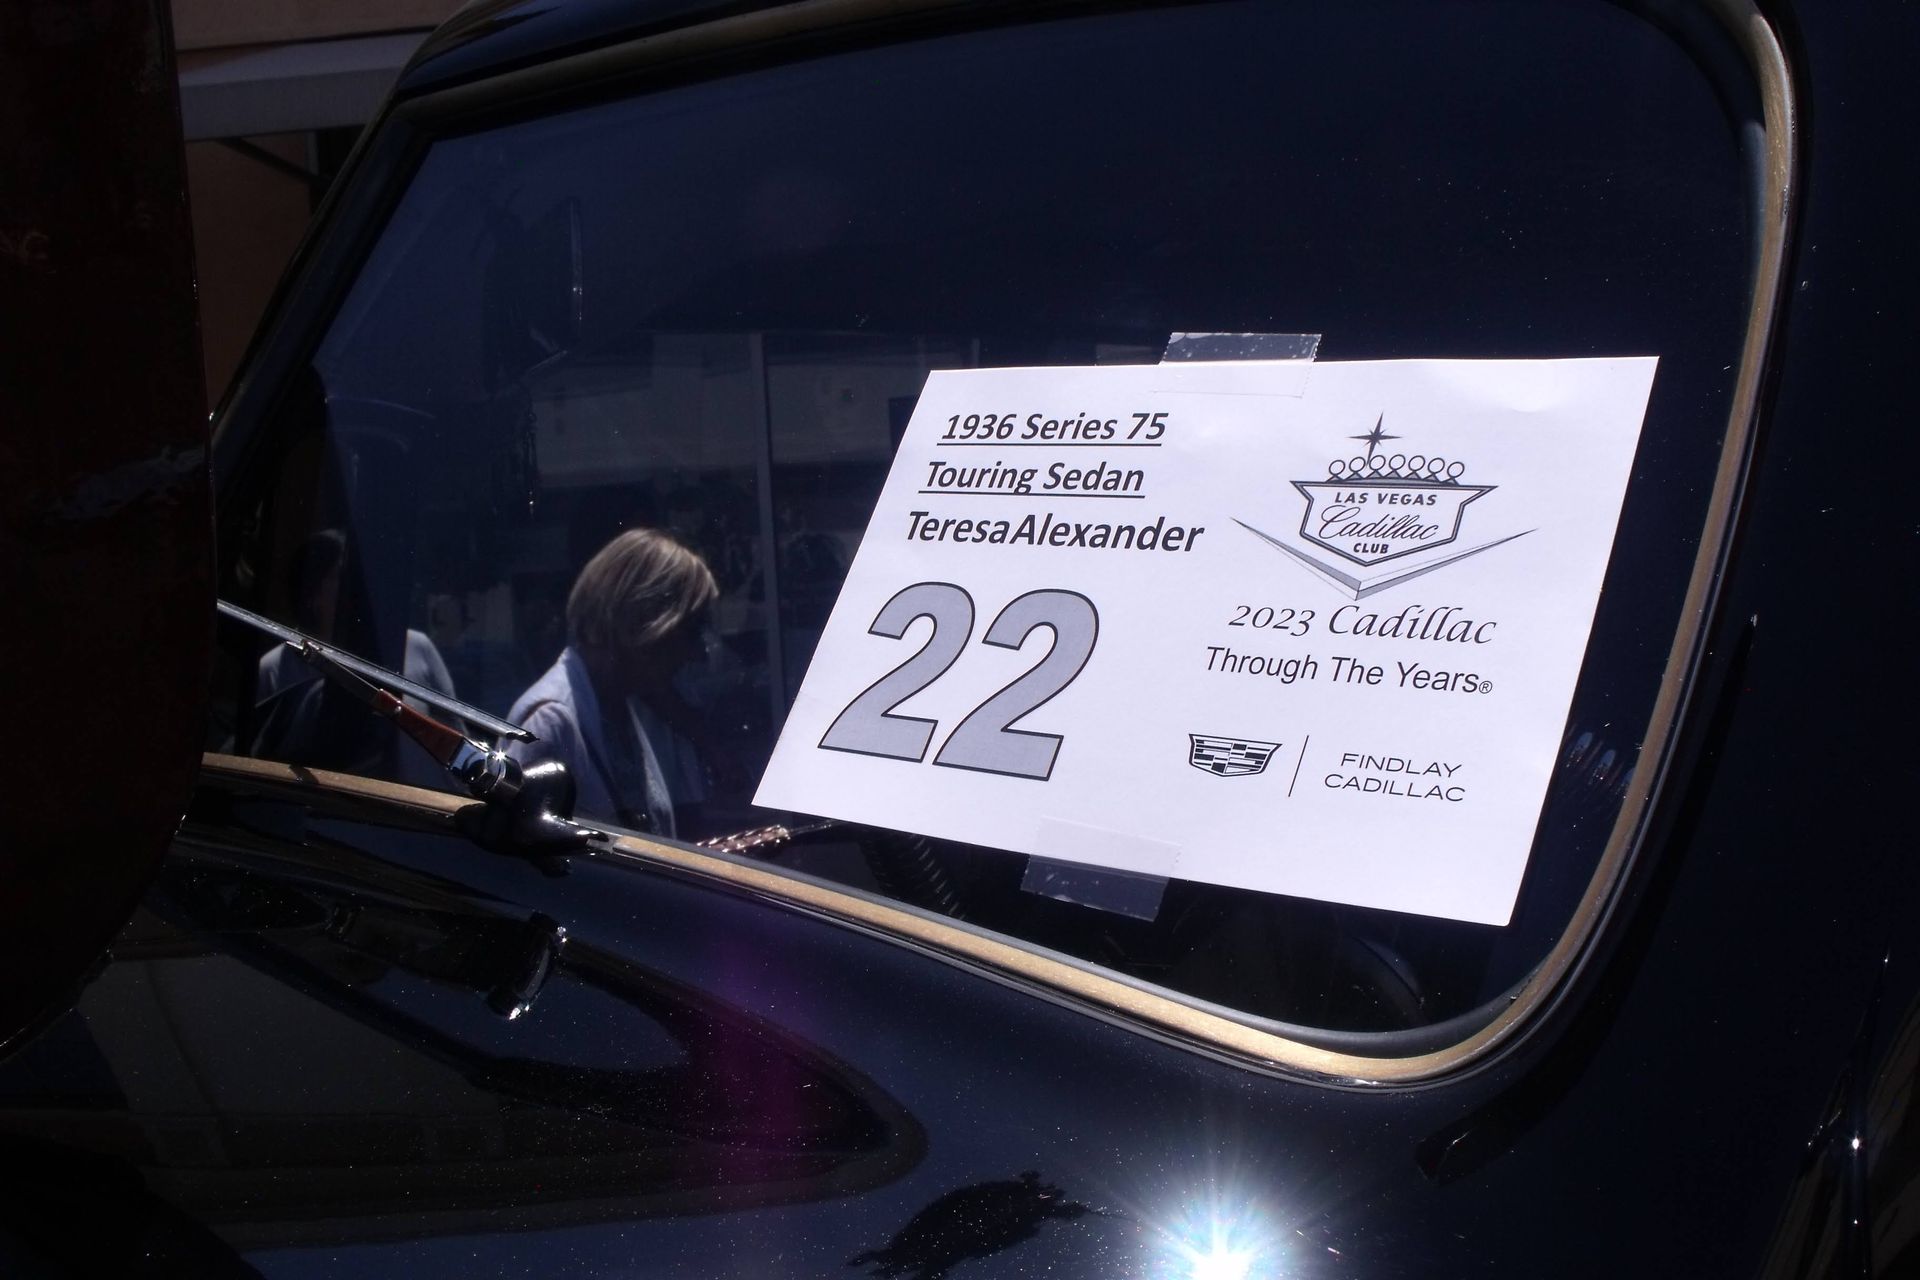 1936 Series 75
Touring Sedan
TeresaAlexander
22
LAS VEGAS
Cadillac
CLUB
2023 Cadillac
Through The Years®
FINDLAY
CADILLAC